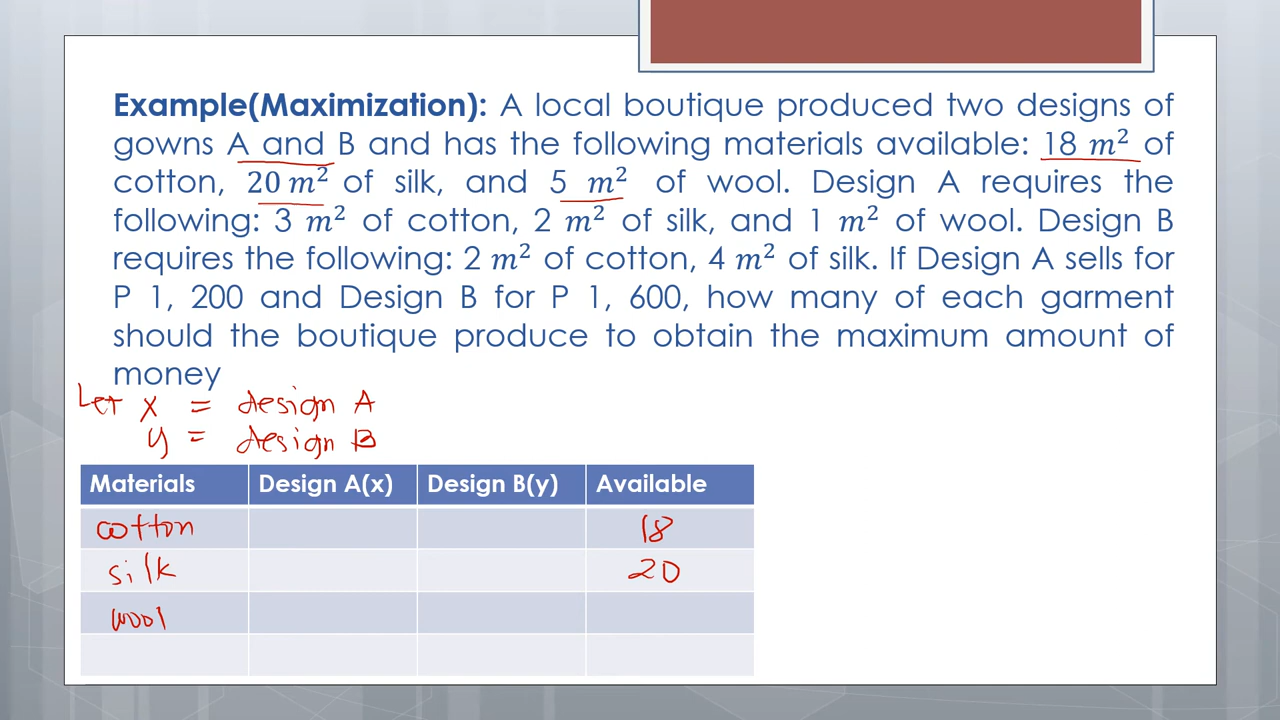 Example(Maximization): A local boutique produced two designs of
gowns A and B and has the following materials available: 18 m² of
cotton, 20 m² of silk, and 5 m² of wool. Design A requires the
following: 3 m² of cotton, 2 m² of silk, and 1 m² of wool. Design B
requires the following: 2 m² of cotton, 4 m² of silk. If Design A sells for
P 1, 200 and Design B for P 1, 600, how many of each garment
should the boutique produce to obtain the maximum amount of
money
Let x = design A
y = design B
Materials Design A(x) Design B(y) Available
cotton 18
silk 20
wool